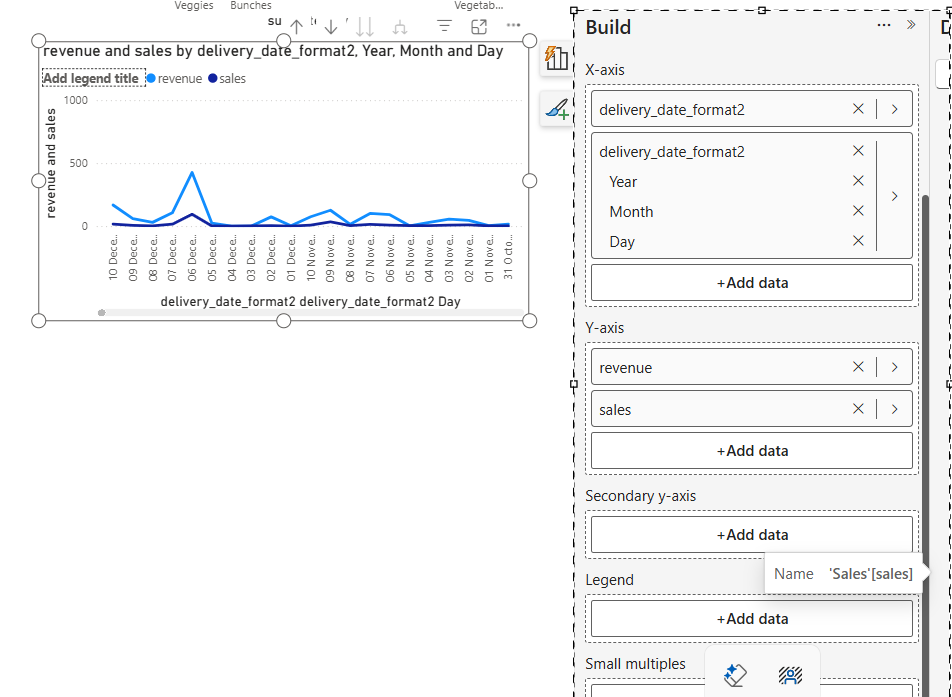 Veggies Bunches Vegetab...
su
revenue and sales by delivery_date_format2, Year, Month and Day
Add legend title revenue sales
1000
500
0
revenue and sales
10 Dece...
09 Dece...
08 Dece...
07 Dece...
06 Dece...
05 Dece...
04 Dece...
03 Dece...
02 Dece...
01 Dece...
10 Nove...
09 Nove...
08 Nove...
07 Nove...
06 Nove...
05 Nove...
04 Nove...
03 Nove...
02 Nove...
01 Nove...
31 Octo...
delivery_date_format2 delivery_date_format2 Day
Build
X-axis
delivery_date_format2
delivery_date_format2
Year
Month
Day
+Add data
Y-axis
revenue
sales
+Add data
Secondary y-axis
+Add data
Name 'Sales'[sales]
Legend
+Add data
Small multiples